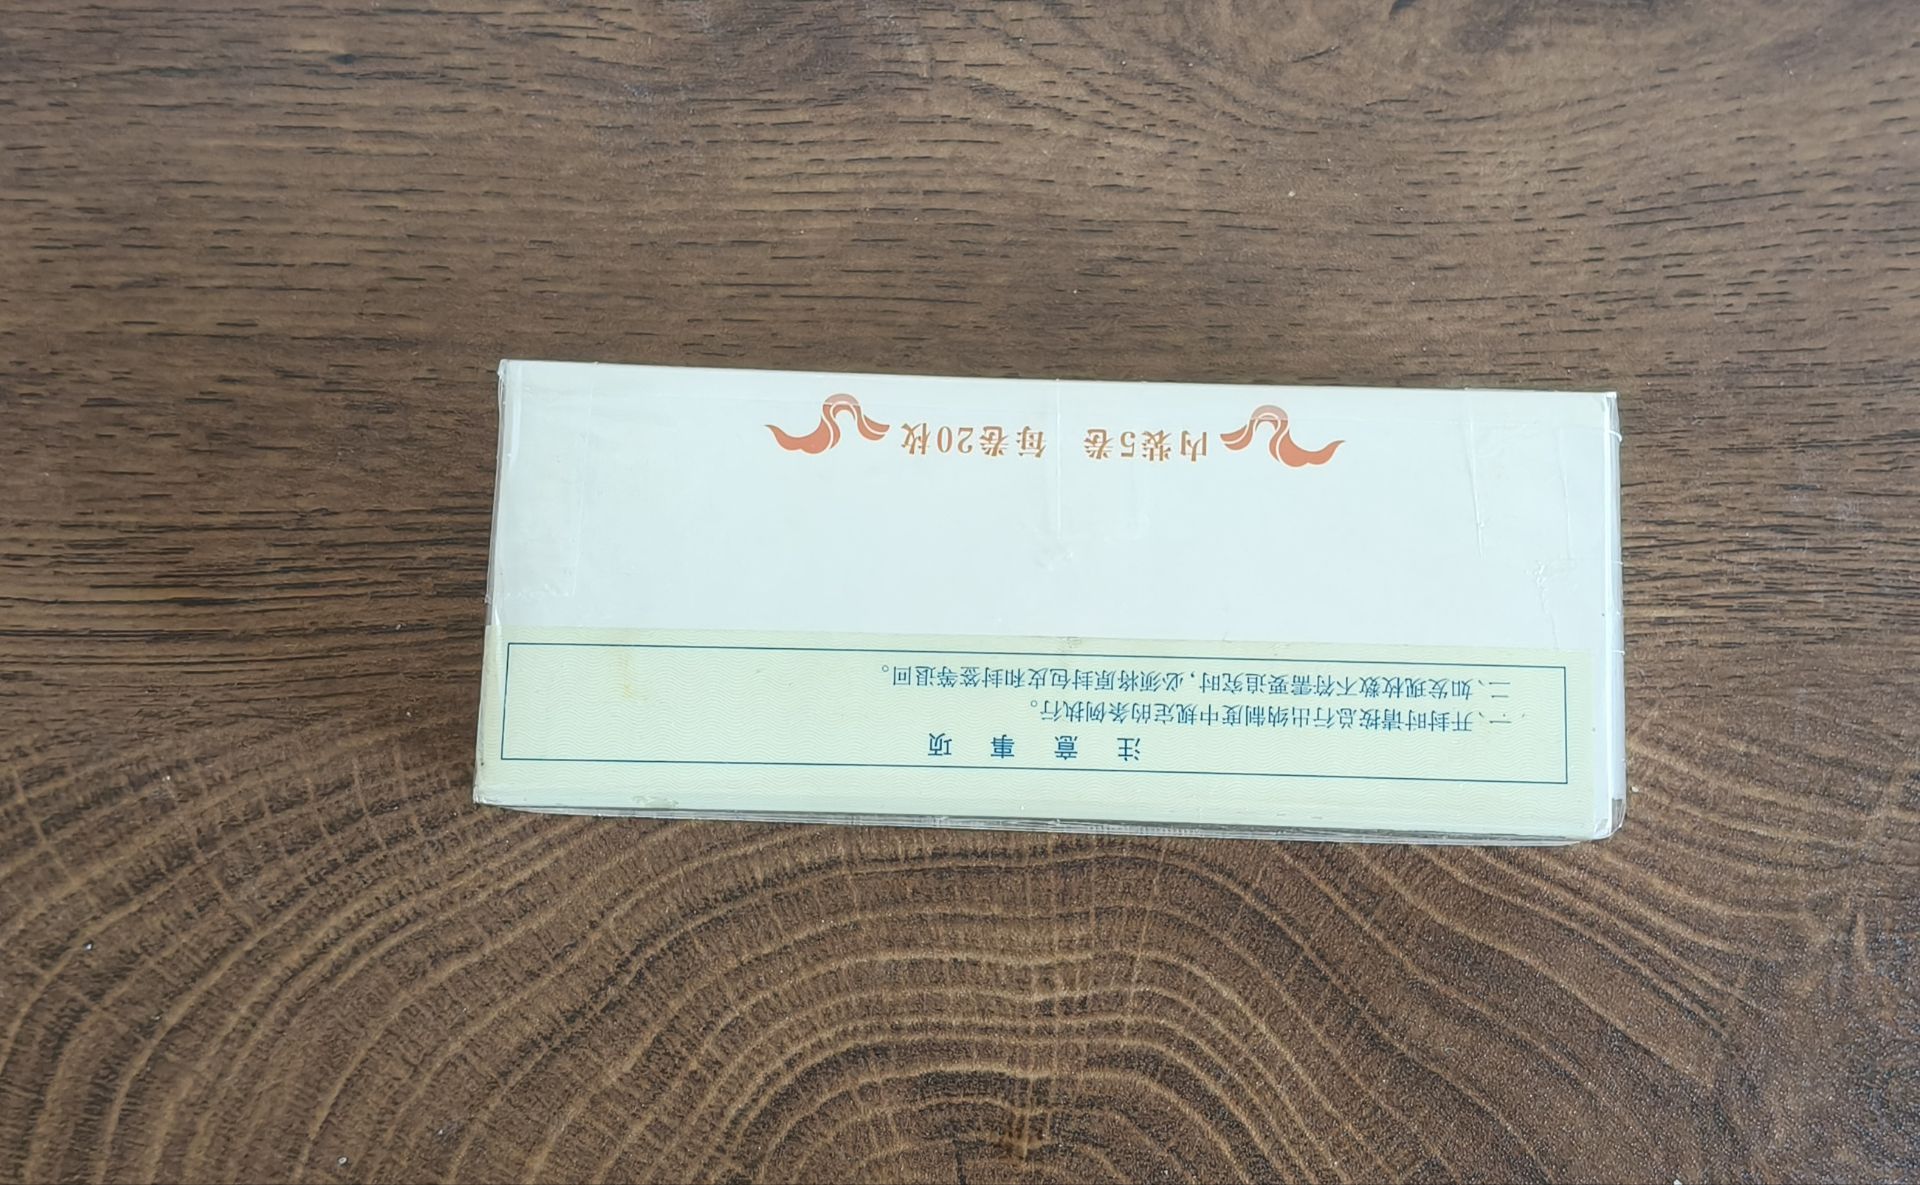 注意事项
一、开封时请按总行出纳制度中规定的条例执行。
二、如发现枚数不符需要追究时，必须将原封包皮和封签等退回。
内装5卷 每卷20枚